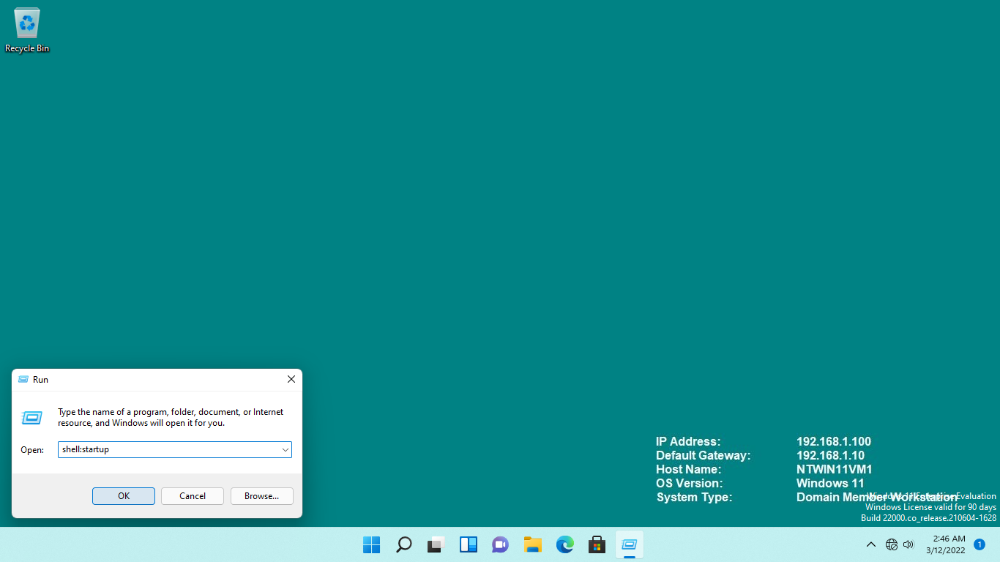 Recycle Bin
Run
Type the name of a program, folder, document, or Internet
resource, and Windows will open it for you.
Open: shell:startup
OK Cancel Browse...
IP Address: 192.168.1.100
Default Gateway: 192.168.1.10
Host Name: NTWIN11VM1
OS Version: Windows 11
System Type: Domain Member Workstation
Windows 11 Enterprise Evaluation
Windows License valid for 90 days
Build 22000.co_release.210604-1628
2:46 AM
3/12/2022
1